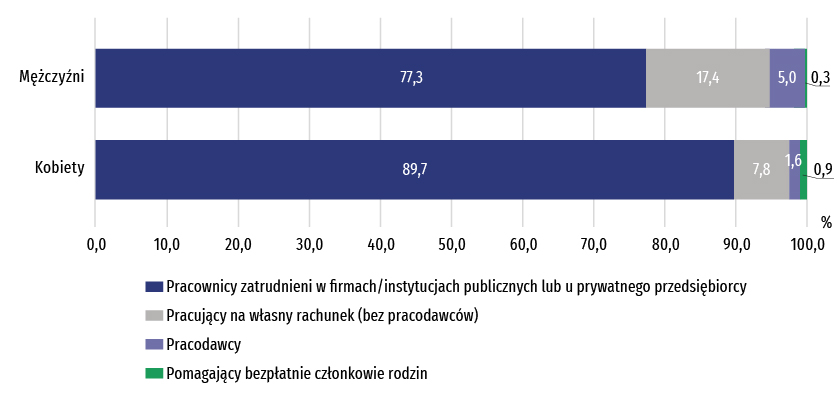 Mężczyźni 77,3 17,4 5,0 0,3
Kobiety 89,7 7,8 1,6 0,9
%
0,0 10,0 20,0 30,0 40,0 50,0 60,0 70,0 80,0 90,0 100,0
Pracownicy zatrudnieni w firmach/instytucjach publicznych lub u prywatnego przedsiębiorcy
Pracujący na własny rachunek (bez pracodawców)
Pracodawcy
Pomagający bezpłatnie członkowie rodzin